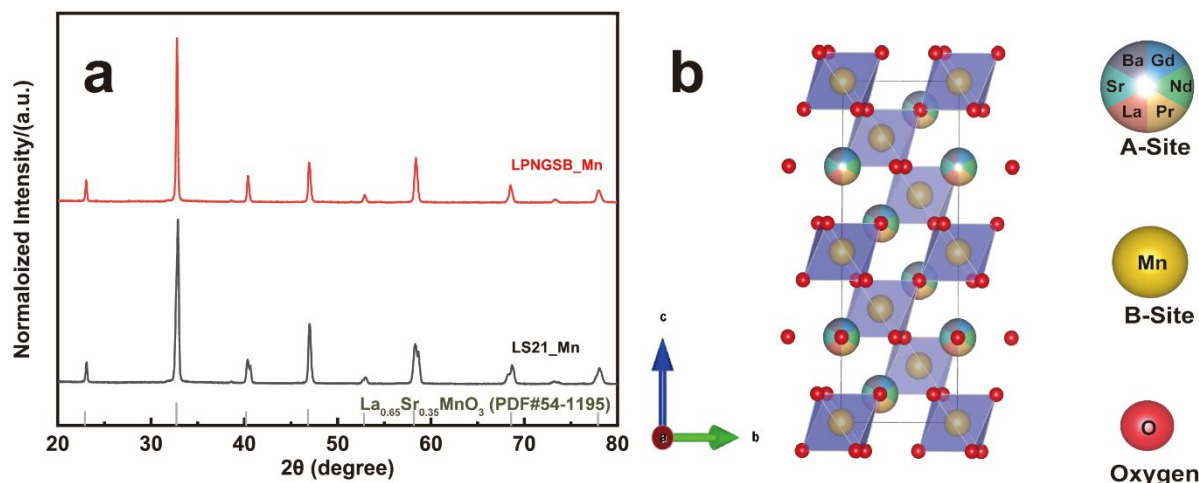 a
Normaloized Intensity/(a.u.)
LPNGSB_Mn
LS21_Mn
La0.65Sr0.35MnO3 (PDF#54-1195)
20 30 40 50 60 70 80
2θ (degree)
b
c
a
b
Ba Gd
Sr Nd
La Pr
A-Site
Mn
B-Site
O
Oxygen